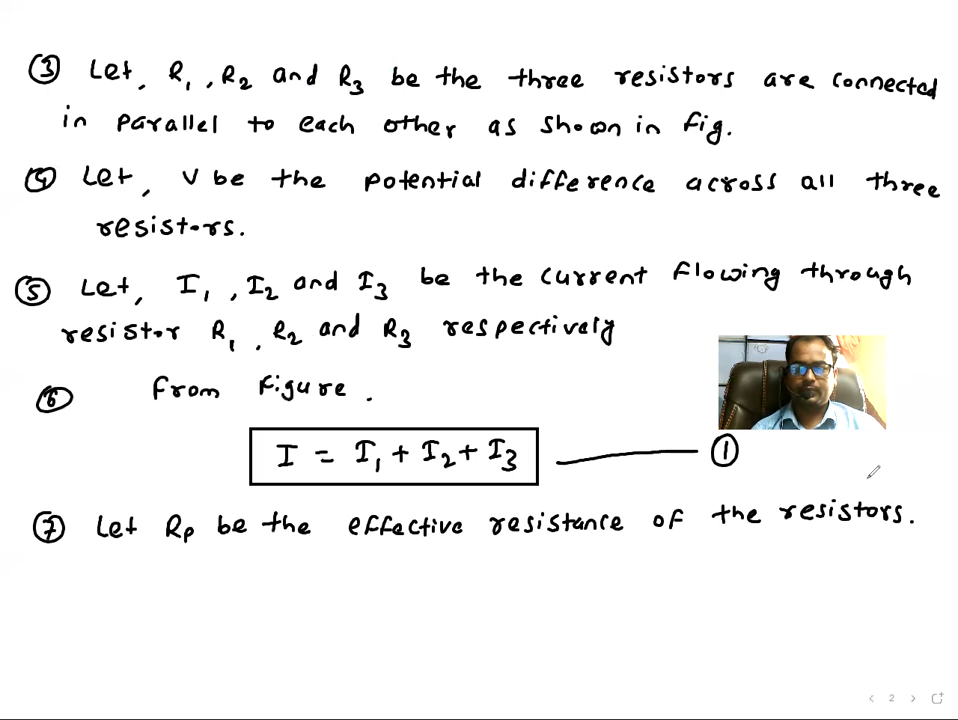 ③ Let, R₁, R₂ and R₃ be the three resistors are connected
in parallel to each other as shown in fig.
④ Let, V be the potential difference across all three
resistors.
⑤ Let, I₁, I₂ and I₃ be the current flowing through
resistor R₁, R₂ and R₃ respectively
⑥ From Figure.
I = I₁ + I₂ + I₃ —— ①
⑦ Let Rₚ be the effective resistance of the resistors.
< 2 >